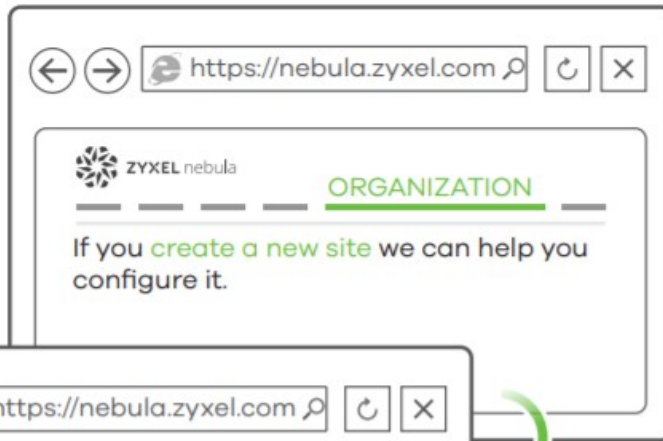 https://nebula.zyxel.com
ZYXEL nebula
ORGANIZATION
If you create a new site we can help you
configure it.
https://nebula.zyxel.com